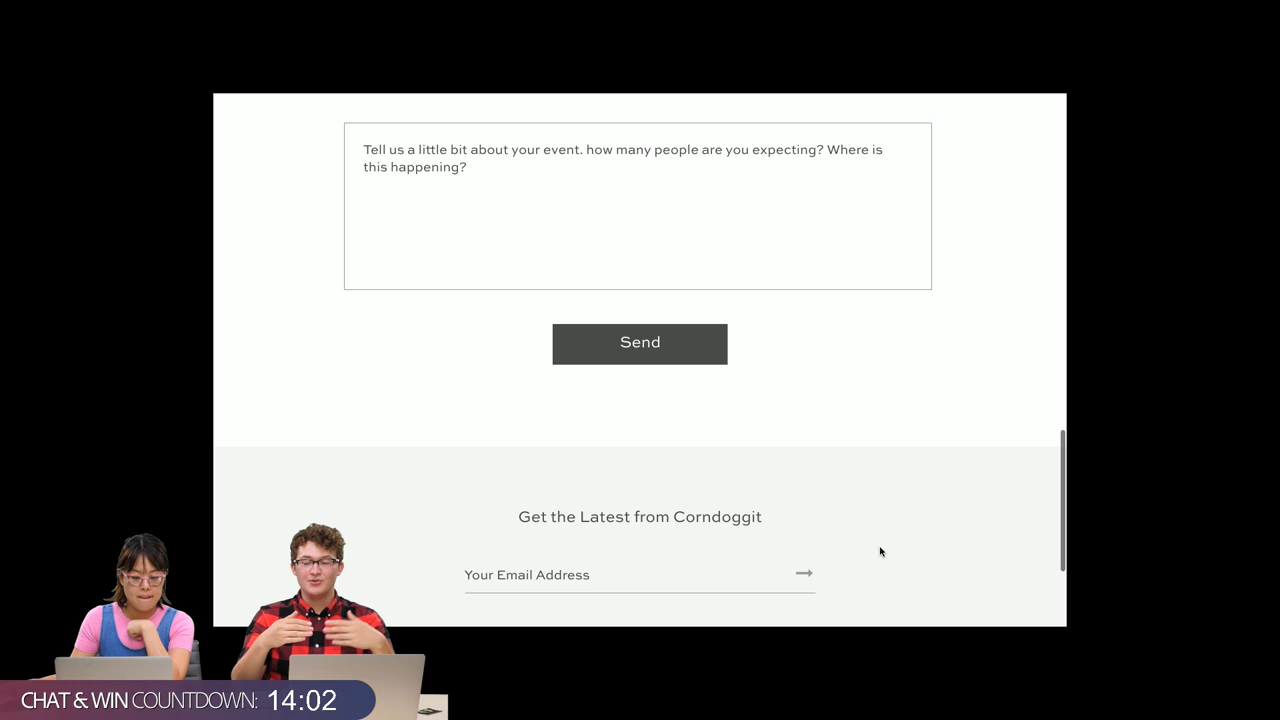 Tell us a little bit about your event. how many people are you expecting? Where is
this happening?
Send
Get the Latest from Corndoggit
Your Email Address
CHAT & WIN COUNTDOWN: 14:02